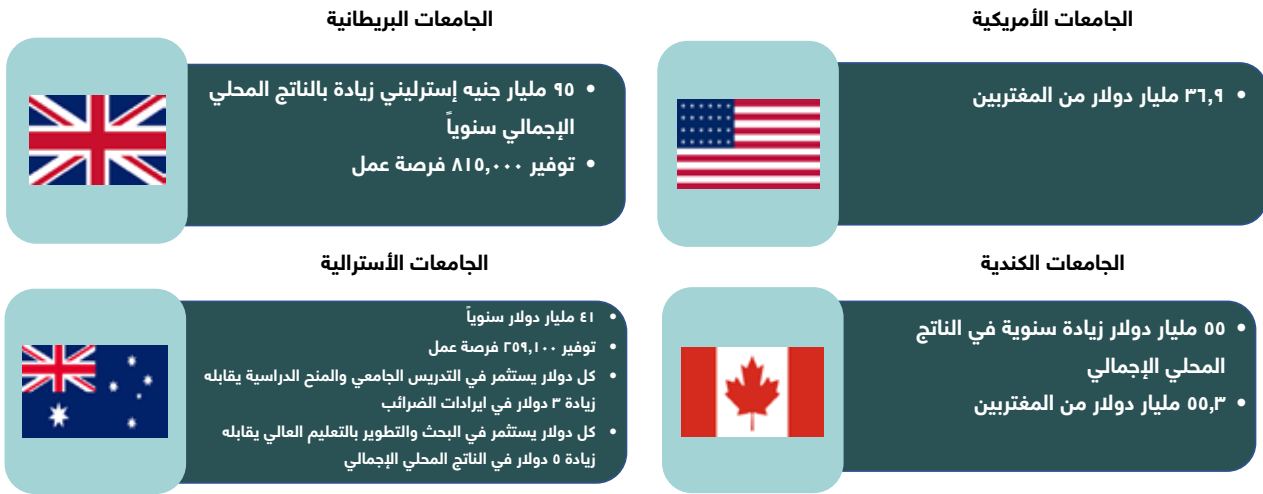 الجامعات الأمريكية
• ٣٦,٩ مليار دولار من المغتربين
الجامعات البريطانية
• ٩٥ مليار جنيه إسترليني زيادة بالناتج المحلي
الإجمالي سنوياً
• توفير ٨١٥,٠٠٠ فرصة عمل
الجامعات الكندية
• ٥٥ مليار دولار زيادة سنوية في الناتج
المحلي الإجمالي
• ٥٥,٣ مليار دولار من المغتربين
الجامعات الأسترالية
• ٤١ مليار دولار سنوياً
• توفير ٢٥٩,١٠٠ فرصة عمل
• كل دولار يستثمر في التدريس الجامعي والمنح الدراسية يقابله
زيادة ٣ دولار في ايرادات الضرائب
• كل دولار يستثمر في البحث والتطوير بالتعليم العالي يقابله
زيادة ٥ دولار في الناتج المحلي الإجمالي